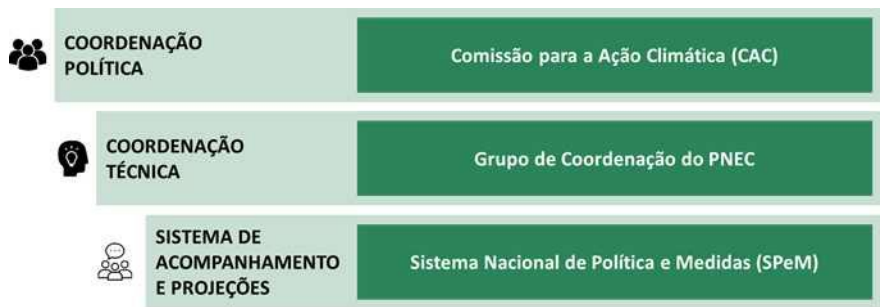 COORDENAÇÃO
POLÍTICA
Comissão para a Ação Climática (CAC)
COORDENAÇÃO
TÉCNICA
Grupo de Coordenação do PNEC
SISTEMA DE
ACOMPANHAMENTO
E PROJEÇÕES
Sistema Nacional de Política e Medidas (SPeM)